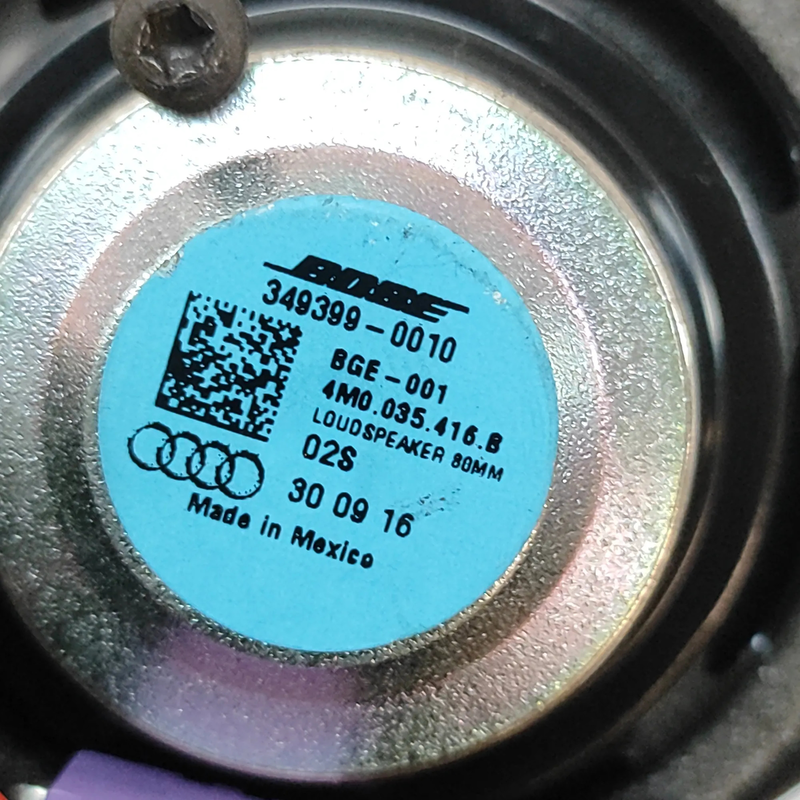 BOSE
349399-0010
BGE-001
4M0.035.416.B
LOUDSPEAKER 80MM
02S
30 09 16
Made in Mexico